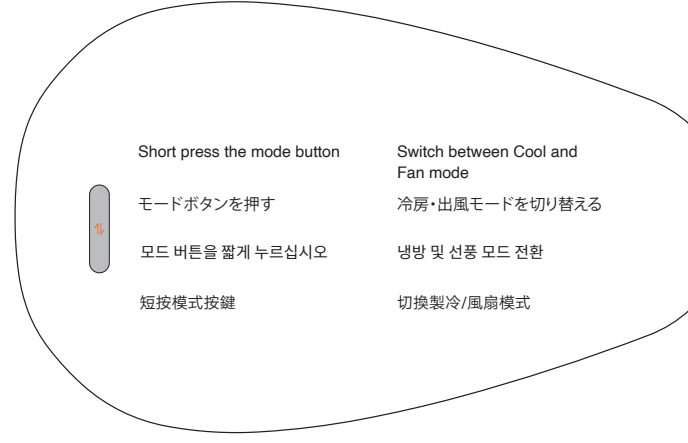 Short press the mode button
Switch between Cool and
Fan mode
モードボタンを押す
冷房・出風モードを切り替える
모드 버튼을 짧게 누르십시오
냉방 및 선풍 모드 전환
短按模式按鍵
切換製冷/風扇模式